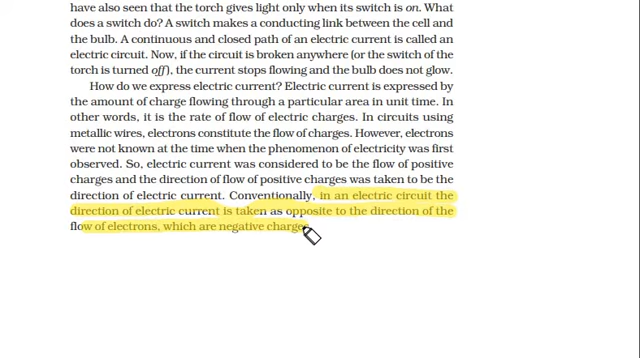 have also seen that the torch gives light only when its switch is on. What
does a switch do? A switch makes a conducting link between the cell and
the bulb. A continuous and closed path of an electric current is called an
electric circuit. Now, if the circuit is broken anywhere (or the switch of the
torch is turned off), the current stops flowing and the bulb does not glow.
How do we express electric current? Electric current is expressed by
the amount of charge flowing through a particular area in unit time. In
other words, it is the rate of flow of electric charges. In circuits using
metallic wires, electrons constitute the flow of charges. However, electrons
were not known at the time when the phenomenon of electricity was first
observed. So, electric current was considered to be the flow of positive
charges and the direction of flow of positive charges was taken to be the
direction of electric current. Conventionally, in an electric circuit the
direction of electric current is taken as opposite to the direction of the
flow of electrons, which are negative charges